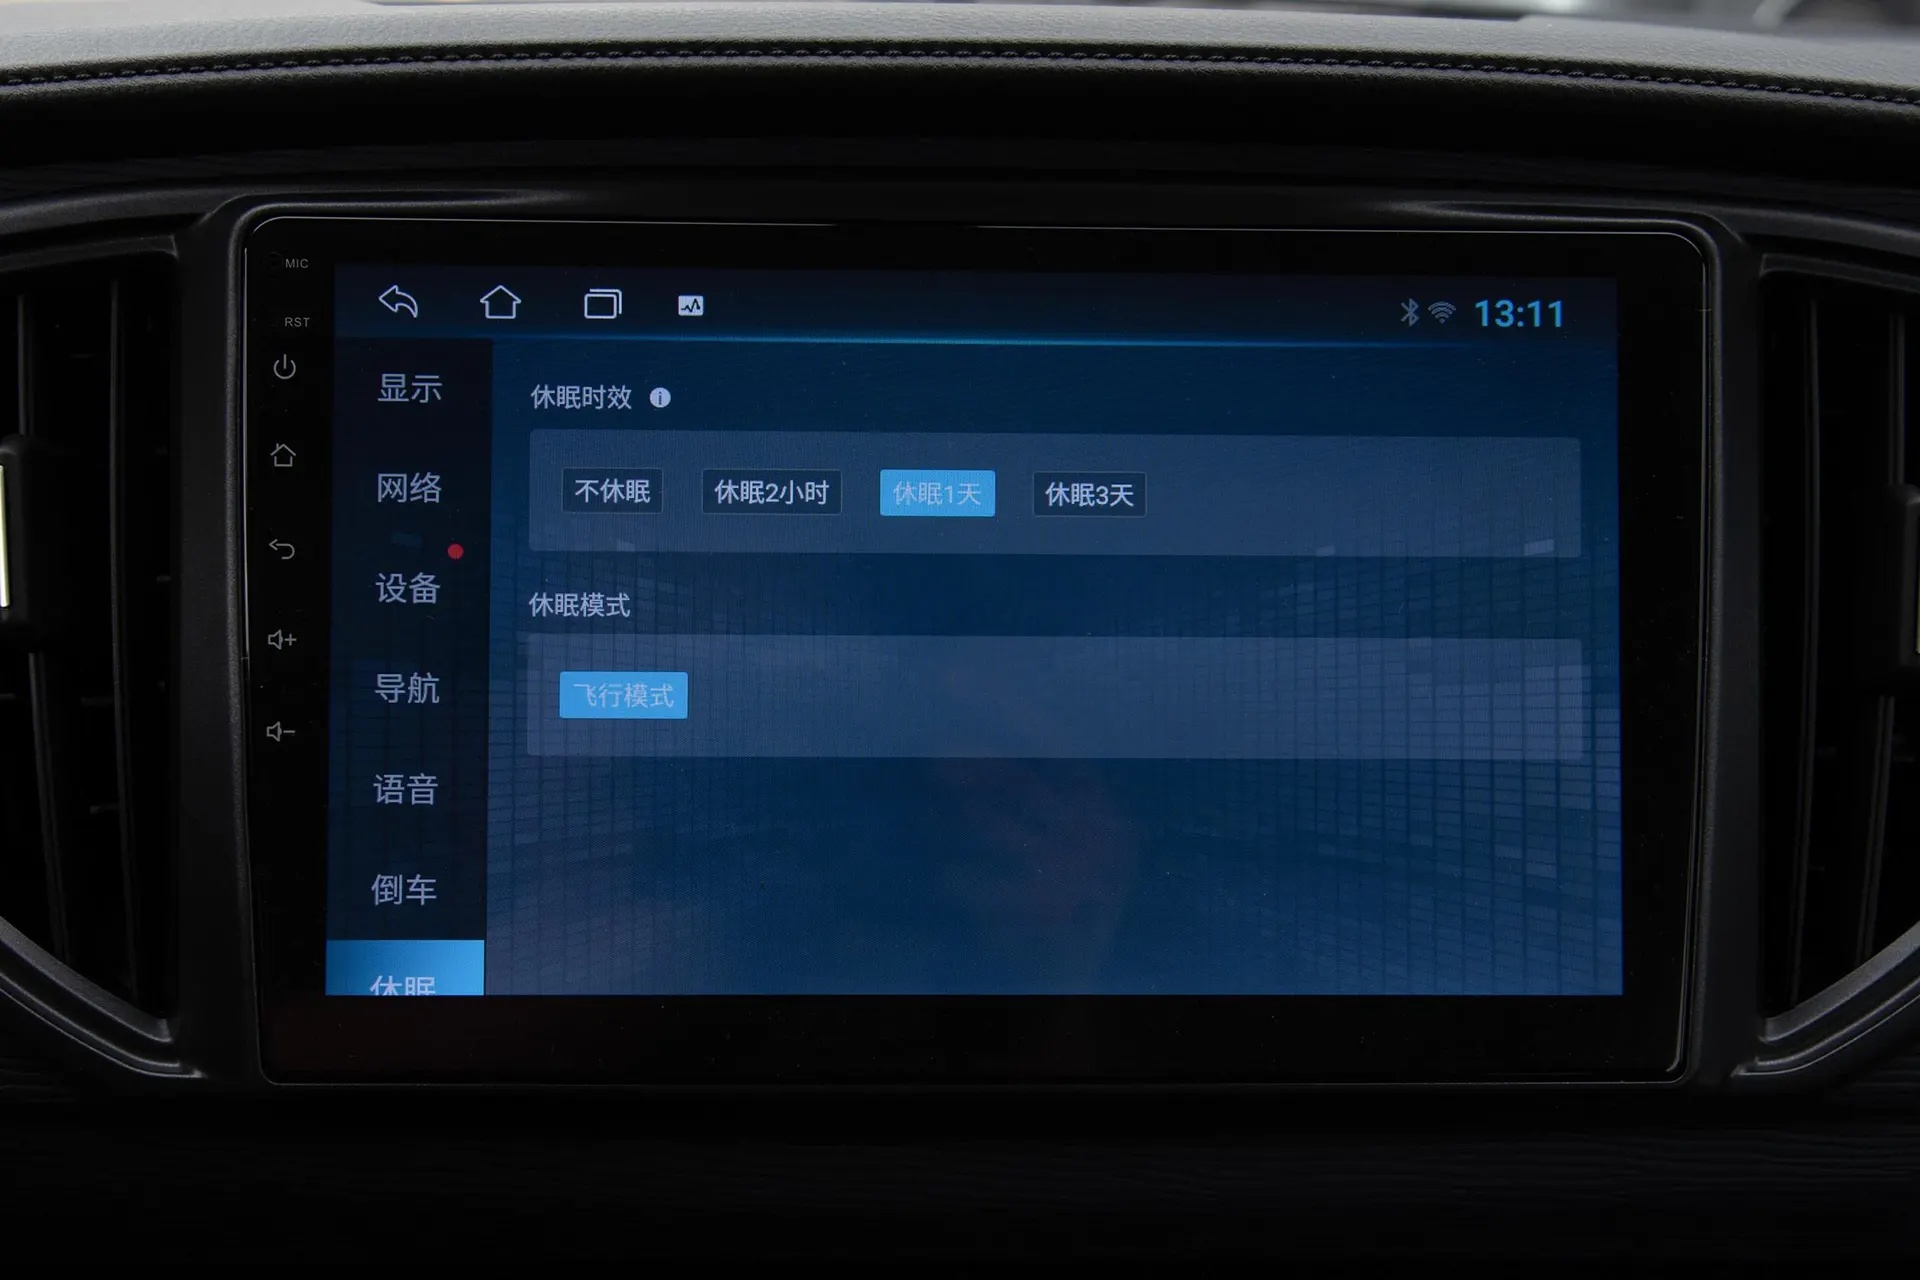 MIC
RST
13:11
显示
网络
设备
导航
语音
倒车
休眠
休眠时效
不休眠 休眠2小时 休眠1天 休眠3天
休眠模式
飞行模式